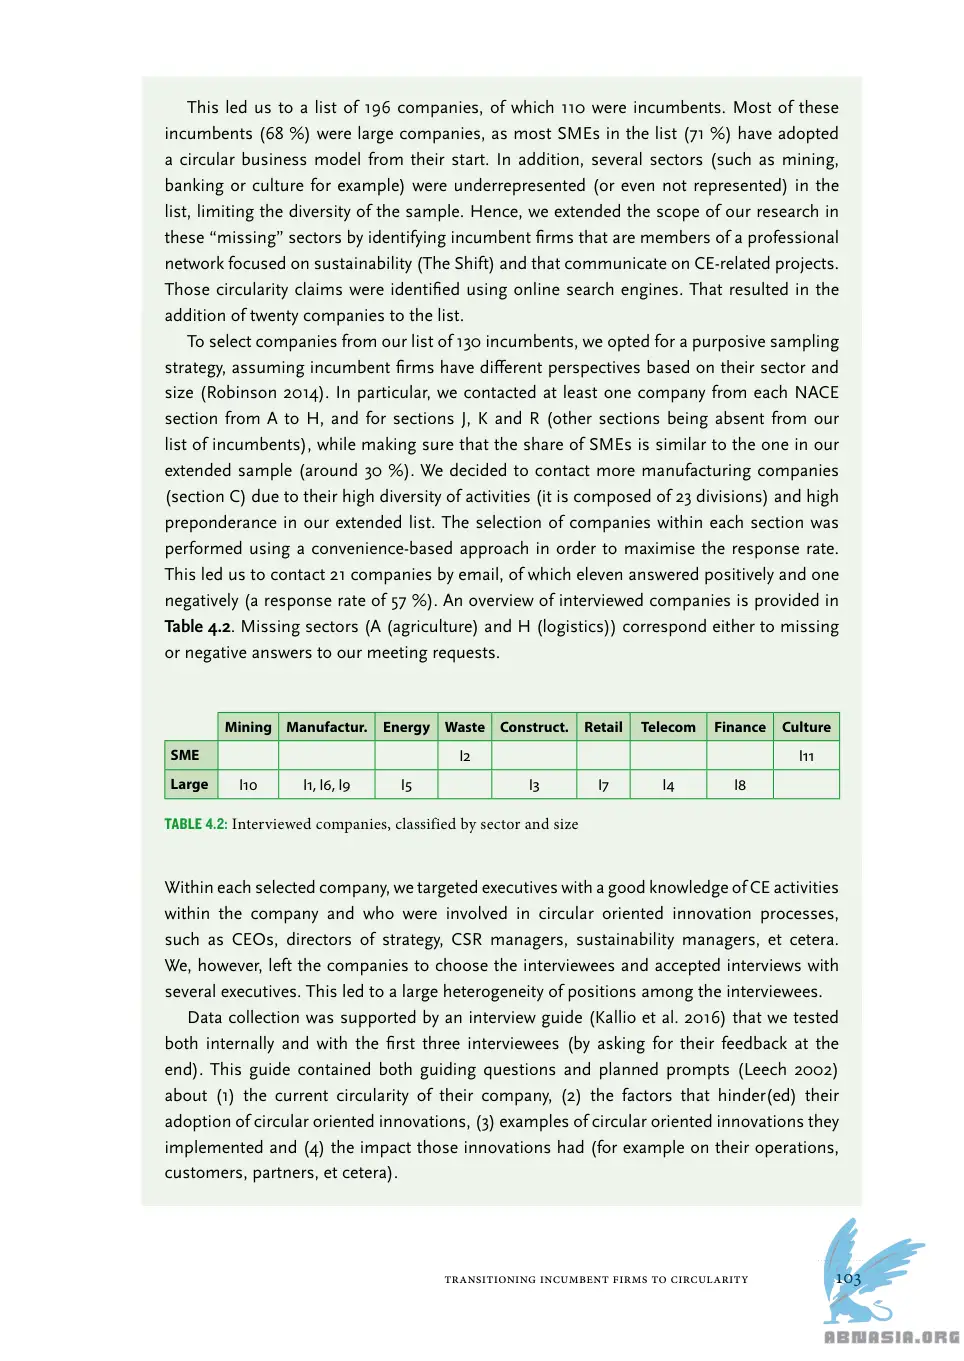 This led us to a list of 196 companies, of which 110 were incumbents. Most of these
incumbents (68 %) were large companies, as most SMEs in the list (71 %) have adopted
a circular business model from their start. In addition, several sectors (such as mining,
banking or culture for example) were underrepresented (or even not represented) in the
list, limiting the diversity of the sample. Hence, we extended the scope of our research in
these “missing” sectors by identifying incumbent firms that are members of a professional
network focused on sustainability (The Shift) and that communicate on CE-related projects.
Those circularity claims were identified using online search engines. That resulted in the
addition of twenty companies to the list.
To select companies from our list of 130 incumbents, we opted for a purposive sampling
strategy, assuming incumbent firms have different perspectives based on their sector and
size (Robinson 2014). In particular, we contacted at least one company from each NACE
section from A to H, and for sections J, K and R (other sections being absent from our
list of incumbents), while making sure that the share of SMEs is similar to the one in our
extended sample (around 30 %). We decided to contact more manufacturing companies
(section C) due to their high diversity of activities (it is composed of 23 divisions) and high
preponderance in our extended list. The selection of companies within each section was
performed using a convenience-based approach in order to maximise the response rate.
This led us to contact 21 companies by email, of which eleven answered positively and one
negatively (a response rate of 57 %). An overview of interviewed companies is provided in
Table 4.2. Missing sectors (A (agriculture) and H (logistics)) correspond either to missing
or negative answers to our meeting requests.
Mining Manufactur. Energy Waste Construct. Retail Telecom Finance Culture
SME I2 I11
Large I10 I1, I6, I9 I5 I3 I7 I4 I8
TABLE 4.2: Interviewed companies, classified by sector and size
Within each selected company, we targeted executives with a good knowledge of CE activities
within the company and who were involved in circular oriented innovation processes,
such as CEOs, directors of strategy, CSR managers, sustainability managers, et cetera.
We, however, left the companies to choose the interviewees and accepted interviews with
several executives. This led to a large heterogeneity of positions among the interviewees.
Data collection was supported by an interview guide (Kallio et al. 2016) that we tested
both internally and with the first three interviewees (by asking for their feedback at the
end). This guide contained both guiding questions and planned prompts (Leech 2002)
about (1) the current circularity of their company, (2) the factors that hinder(ed) their
adoption of circular oriented innovations, (3) examples of circular oriented innovations they
implemented and (4) the impact those innovations had (for example on their operations,
customers, partners, et cetera).
TRANSITIONING INCUMBENT FIRMS TO CIRCULARITY 103
ABNASIA.ORG